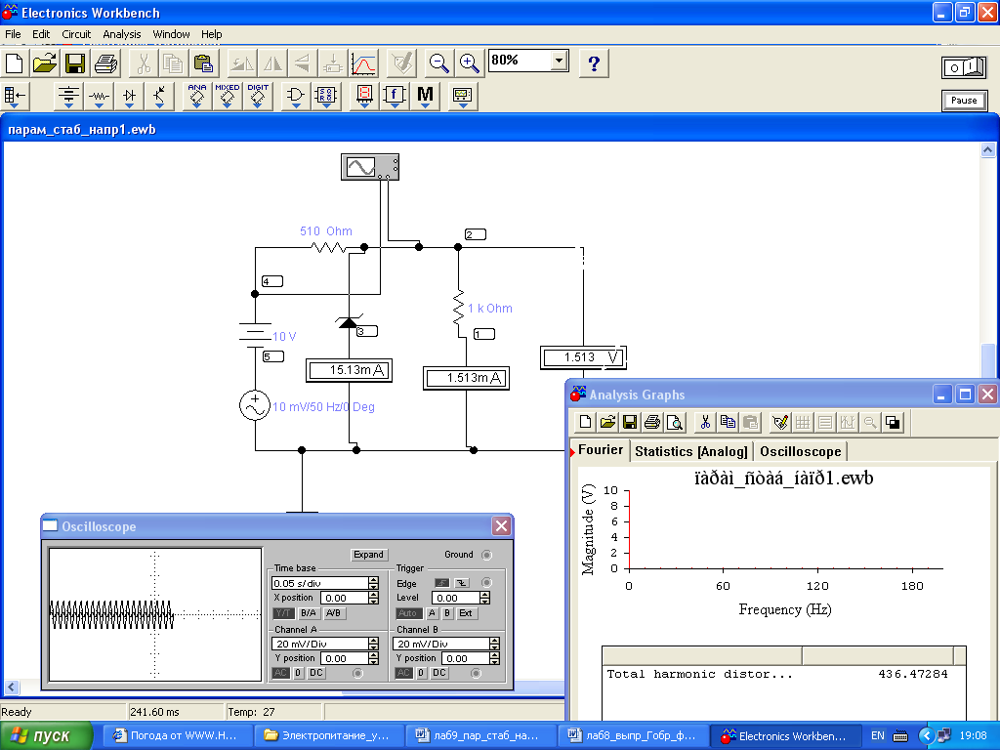 Electronics Workbench
File Edit Circuit Analysis Window Help
80%
?
ANA MIXED DIGIT
f M
Pause
парам_стаб_напр1.ewb
510 Ohm
2
4
1 k Ohm
3
1
10 V
5
1.513 V
15.13m A
1.513m A
10 mV/50 Hz/0 Deg
Analysis Graphs
Fourier Statistics [Analog] Oscilloscope
ïàðàì_ñòàá_íàïð1.ewb
Magnitude (V)
10
8
6
4
2
0
0 60 120 180
Frequency (Hz)
Total harmonic distor... 436.47284
Oscilloscope
Expand Ground
Time base Trigger
0.05 s/div Edge
X position 0.00 Level 0.00
Y/T B/A A/B Auto A B Ext
Channel A Channel B
20 mV/Div 20 mV/Div
Y position 0.00 Y position 0.00
AC 0 DC AC 0 DC
Ready 241.60 ms Temp: 27
пуск Погода от WWW.H... Электропитание_у... лаб9_пар_стаб_на... лаб8_выпр_Гобр_ф... Electronics Workben... EN 19:08